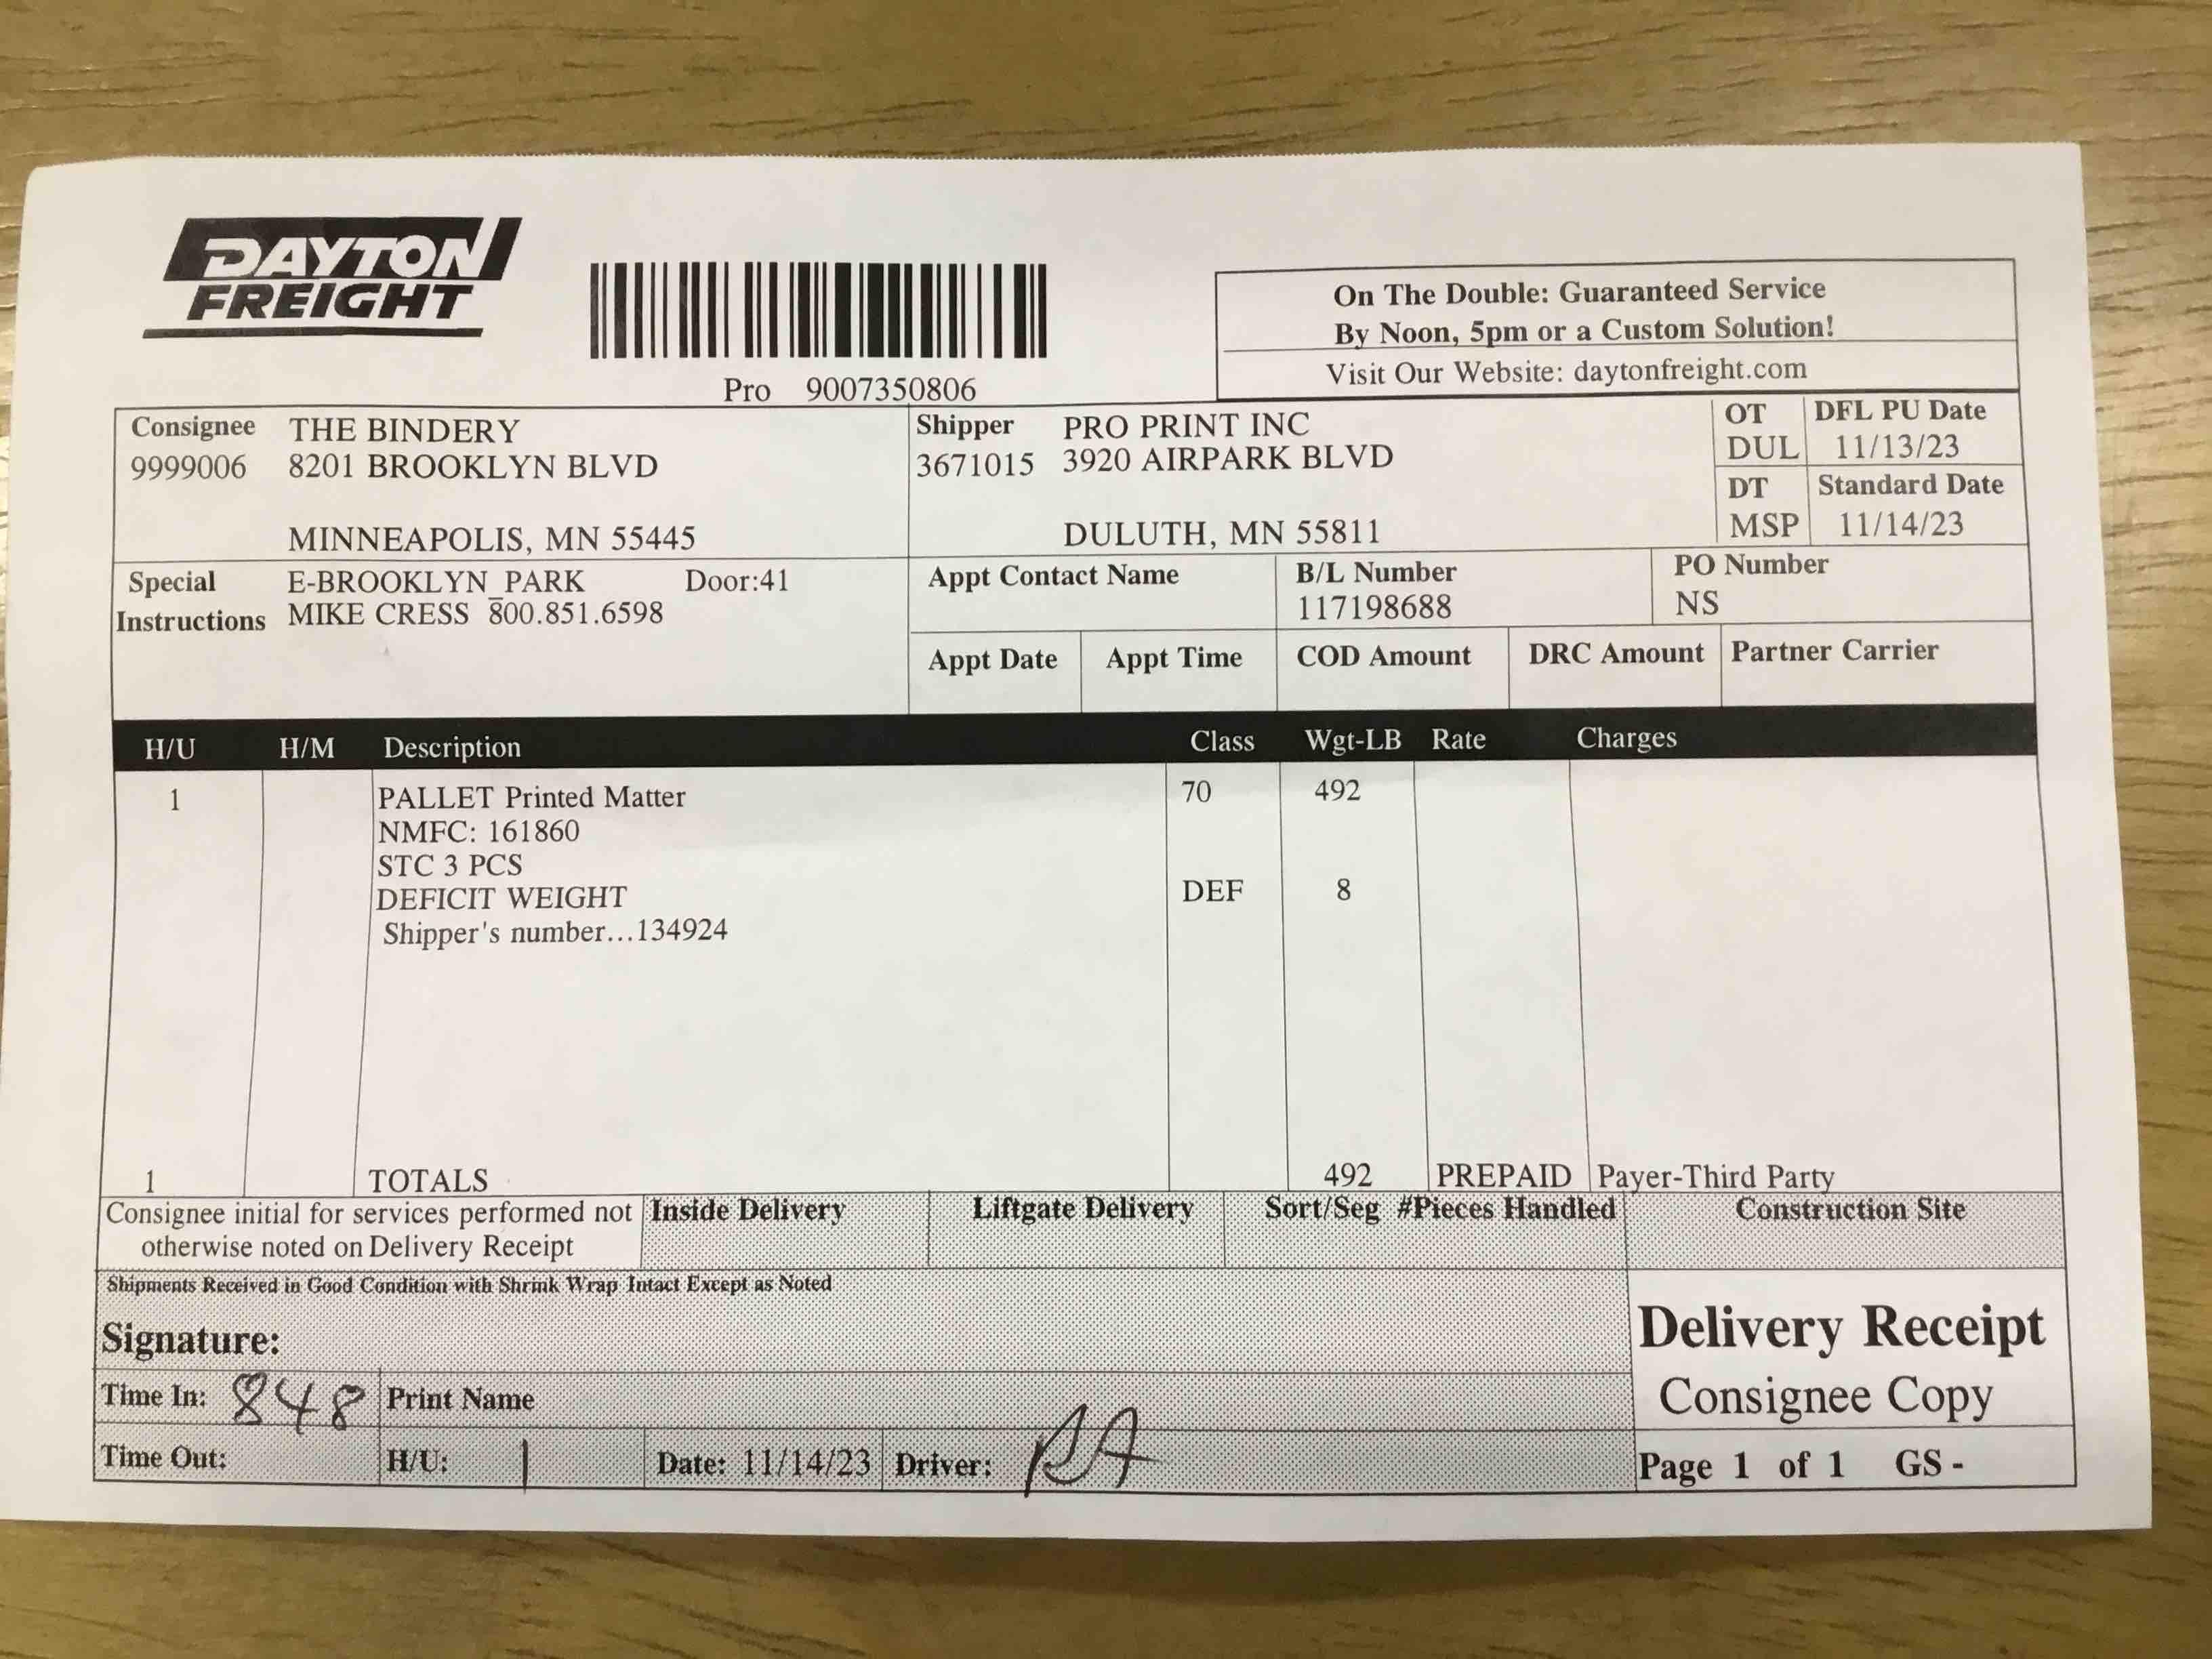 DAYTON
FREIGHT
Pro 9007350806
On The Double: Guaranteed Service
By Noon, 5pm or a Custom Solution!
Visit Our Website: daytonfreight.com
Consignee THE BINDERY
9999006 8201 BROOKLYN BLVD
MINNEAPOLIS, MN 55445
Shipper PRO PRINT INC
3671015 3920 AIRPARK BLVD
DULUTH, MN 55811
OT DFL PU Date
DUL 11/13/23
DT Standard Date
MSP 11/14/23
Special E-BROOKLYN_PARK Door:41
Instructions MIKE CRESS 800.851.6598
Appt Contact Name B/L Number PO Number
117198688 NS
Appt Date Appt Time COD Amount DRC Amount Partner Carrier
H/U H/M Description Class Wgt-LB Rate Charges
1 PALLET Printed Matter 70 492
NMFC: 161860
STC 3 PCS
DEFICIT WEIGHT DEF 8
Shipper's number...134924
1 TOTALS 492 PREPAID Payer-Third Party
Consignee initial for services performed not
otherwise noted on Delivery Receipt
Inside Delivery Liftgate Delivery Sort/Seg #Pieces Handled Construction Site
Shipments Received in Good Condition with Shrink Wrap Intact Except as Noted
Signature:
Time In: 848 Print Name
Time Out: H/U: 1 Date: 11/14/23 Driver: RA
Delivery Receipt
Consignee Copy
Page 1 of 1 GS -